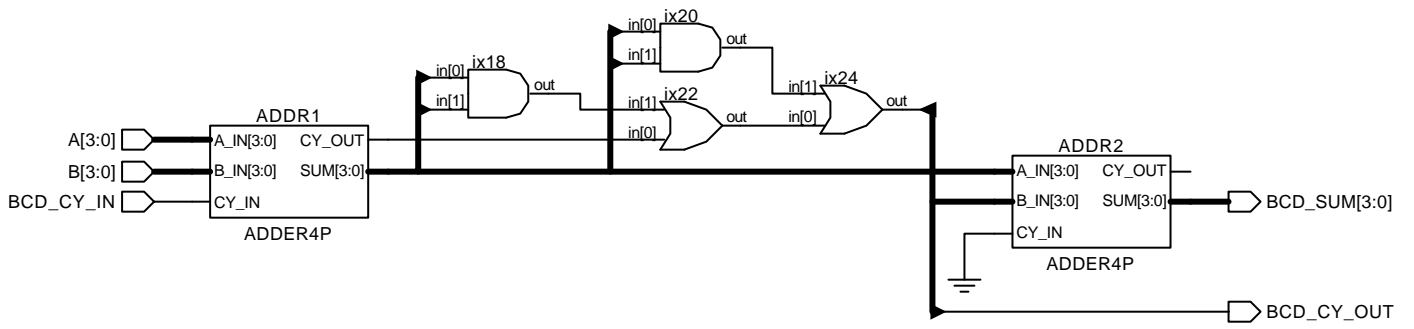 ix20
in[0]
out
in[1]
ix18
in[0]
out
in[1]
ix24
in[1]
out
in[0]
ix22
in[1]
out
in[0]
ADDR1
A[3:0]
A_IN[3:0]
CY_OUT
B[3:0]
B_IN[3:0]
SUM[3:0]
BCD_CY_IN
CY_IN
ADDER4P
ADDR2
A_IN[3:0]
CY_OUT
B_IN[3:0]
SUM[3:0]
BCD_SUM[3:0]
CY_IN
ADDER4P
BCD_CY_OUT